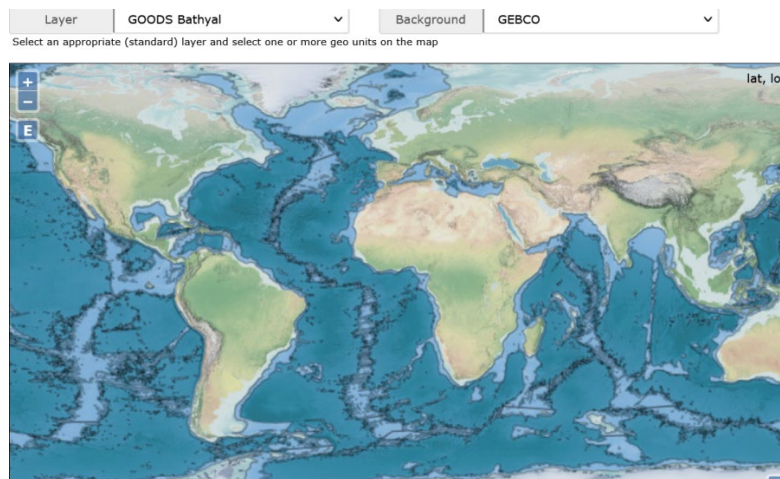 Layer GOODS Bathyal Background GEBCO
Select an appropriate (standard) layer and select one or more geo units on the map
+
lat, lo
−
E